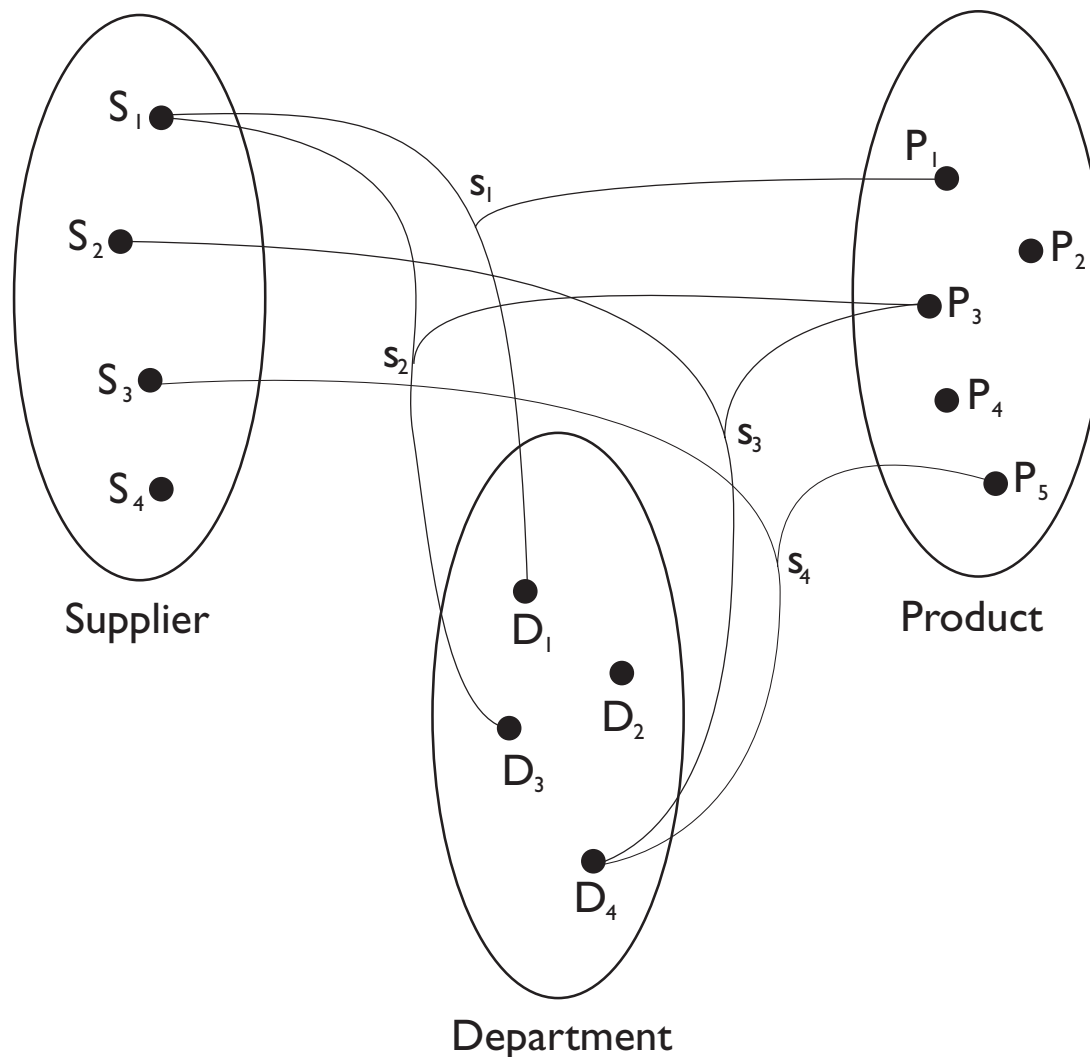 S₁
S₂
S₃
S₄
Supplier
s₁
s₂
s₃
s₄
P₁
P₂
P₃
P₄
P₅
Product
D₁
D₂
D₃
D₄
Department